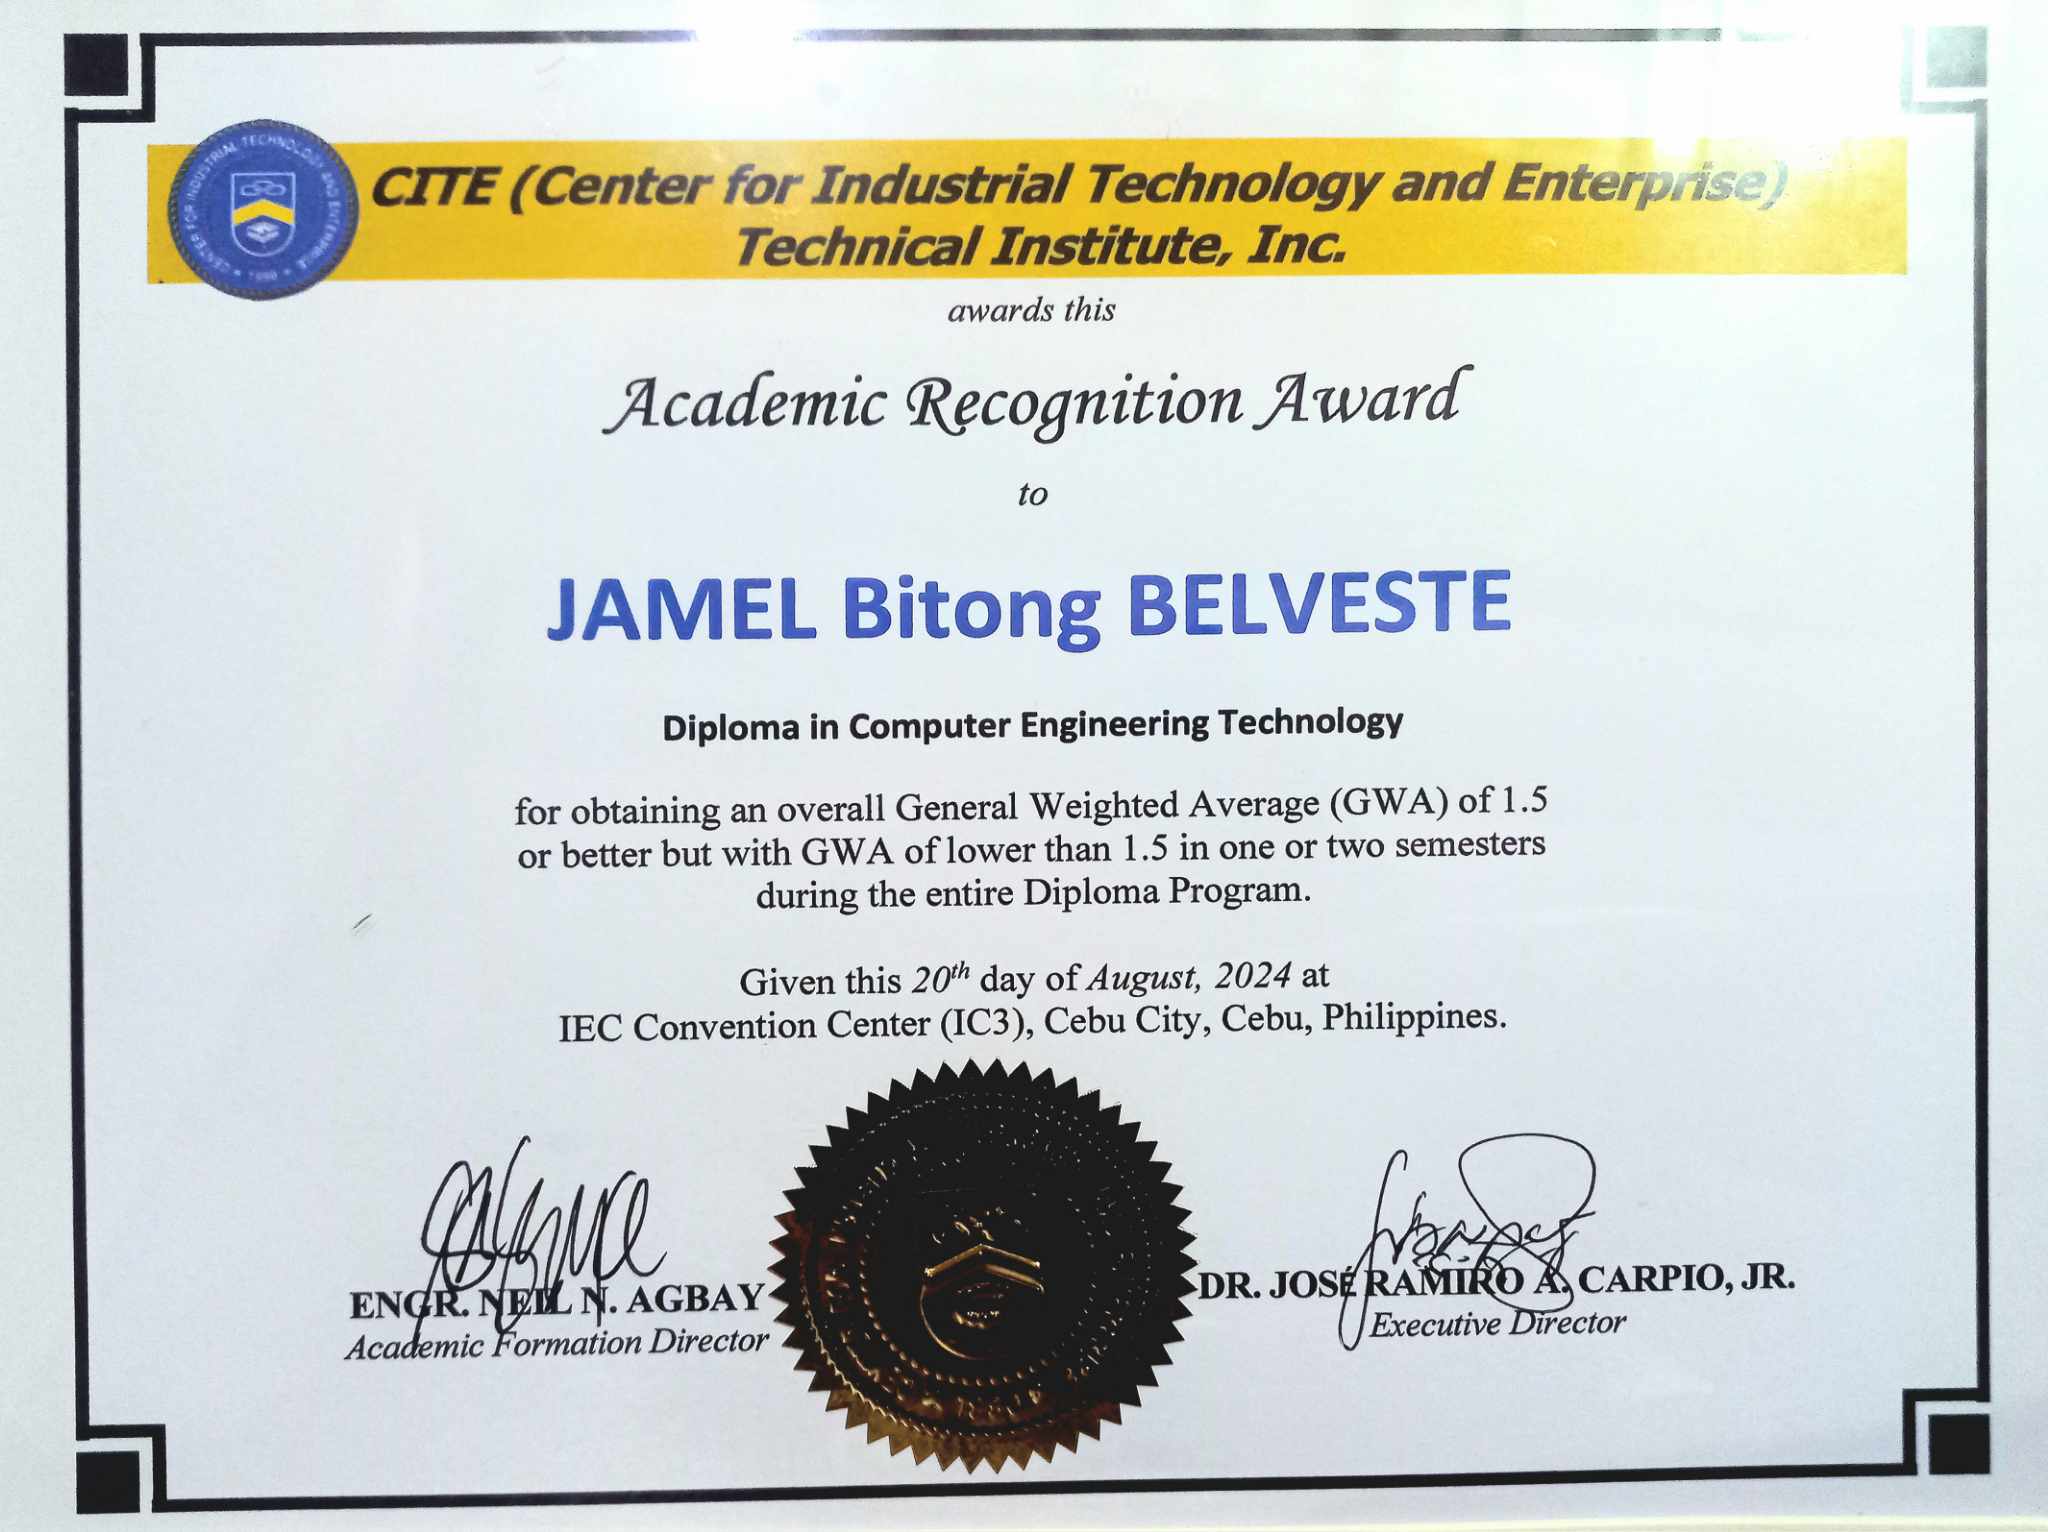 CENTER FOR INDUSTRIAL TECHNOLOGY AND ENTERPRISE
1990
CITE (Center for Industrial Technology and Enterprise)
Technical Institute, Inc.
awards this
Academic Recognition Award
to
JAMEL Bitong BELVESTE
Diploma in Computer Engineering Technology
for obtaining an overall General Weighted Average (GWA) of 1.5
or better but with GWA of lower than 1.5 in one or two semesters
during the entire Diploma Program.
Given this 20th day of August, 2024 at
IEC Convention Center (IC3), Cebu City, Cebu, Philippines.
ENGR. NEIL N. AGBAY
Academic Formation Director
DR. JOSÉ RAMIRO A. CARPIO, JR.
Executive Director